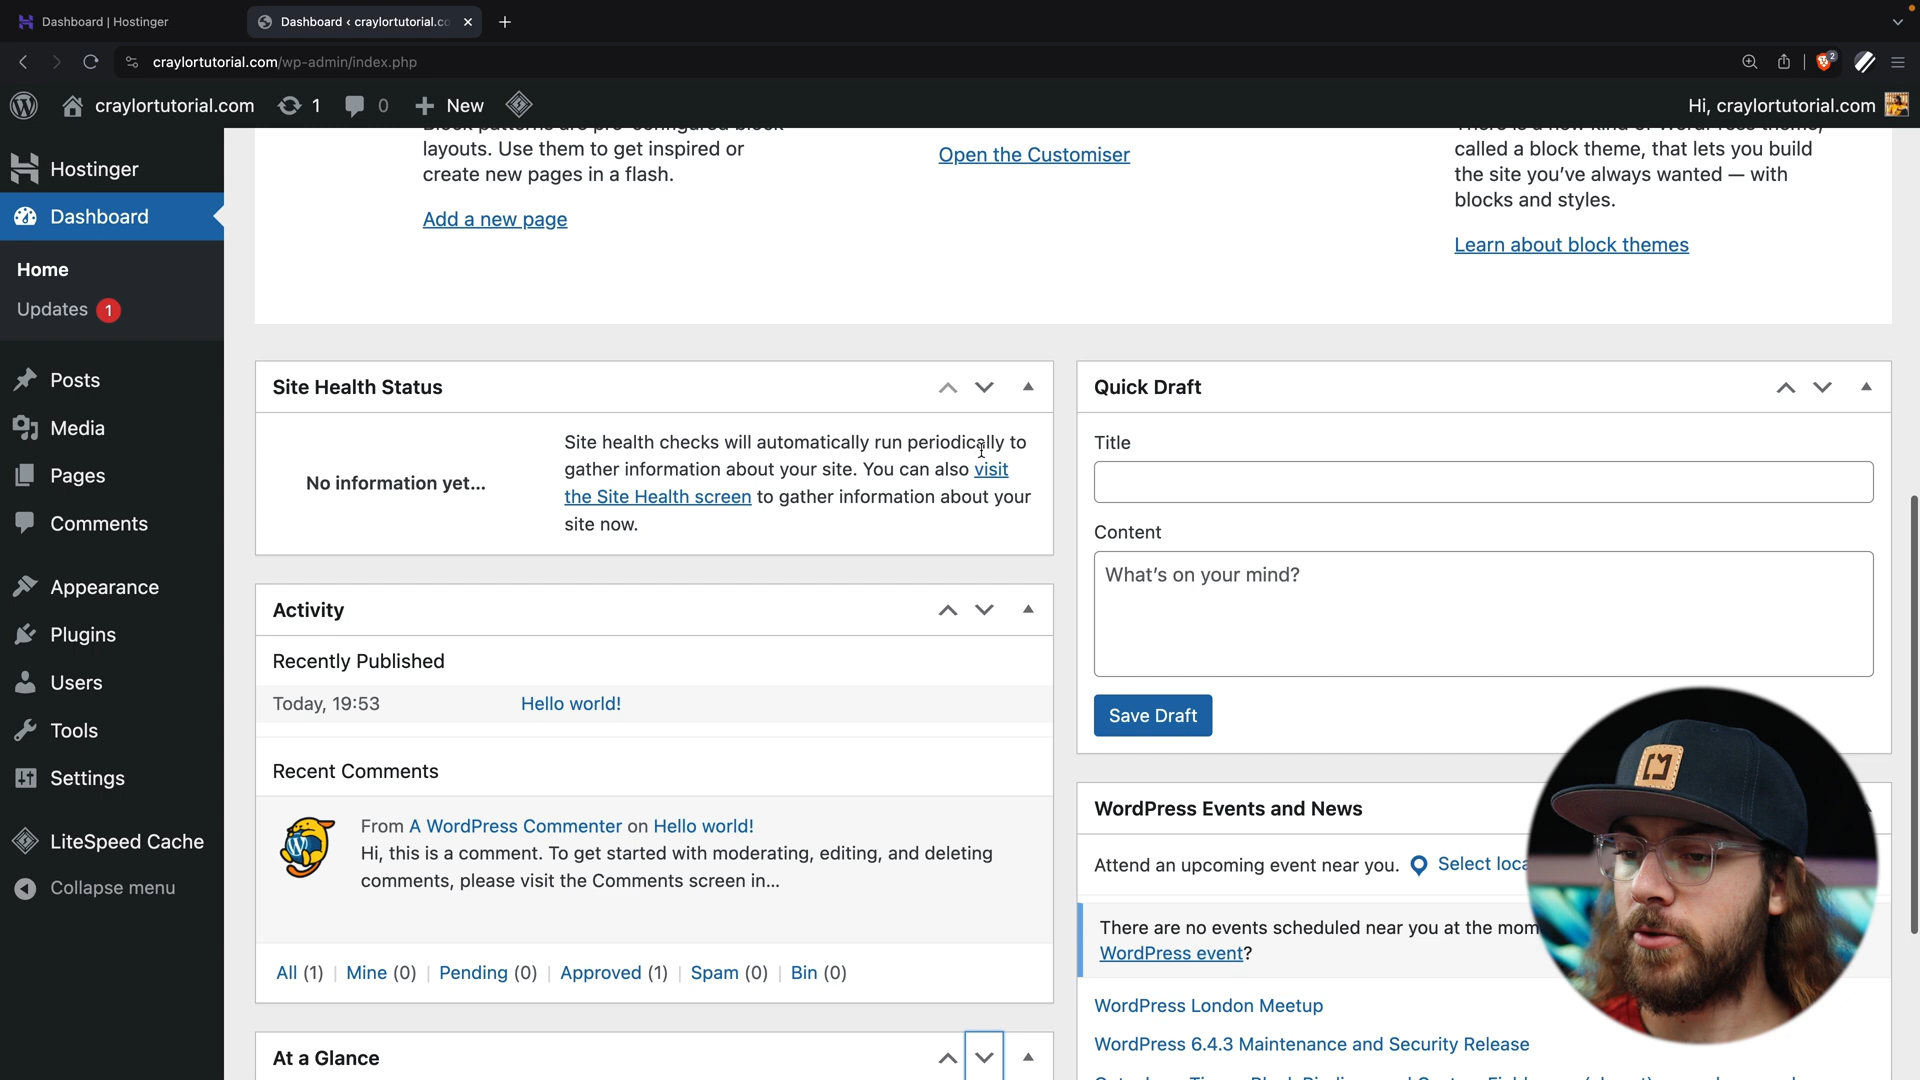 Dashboard | Hostinger
Dashboard ‹ craylortutorial.co
craylortutorial.com/wp-admin/index.php
2
craylortutorial.com
1
0
New
Hi, craylortutorial.com
Hostinger
Dashboard
Home
Updates 1
Posts
Media
Pages
Comments
Appearance
Plugins
Users
Tools
Settings
LiteSpeed Cache
Collapse menu
layouts. Use them to get inspired or
create new pages in a flash.
Add a new page
Open the Customiser
called a block theme, that lets you build
the site you've always wanted — with
blocks and styles.
Learn about block themes
Site Health Status
No information yet...
Site health checks will automatically run periodically to
gather information about your site. You can also visit
the Site Health screen to gather information about your
site now.
Activity
Recently Published
Today, 19:53
Hello world!
Recent Comments
From A WordPress Commenter on Hello world!
Hi, this is a comment. To get started with moderating, editing, and deleting
comments, please visit the Comments screen in...
All (1) | Mine (0) | Pending (0) | Approved (1) | Spam (0) | Bin (0)
At a Glance
Quick Draft
Title
Content
What's on your mind?
Save Draft
WordPress Events and News
Attend an upcoming event near you.
Select loca
There are no events scheduled near you at the mom
WordPress event?
WordPress London Meetup
WordPress 6.4.3 Maintenance and Security Release